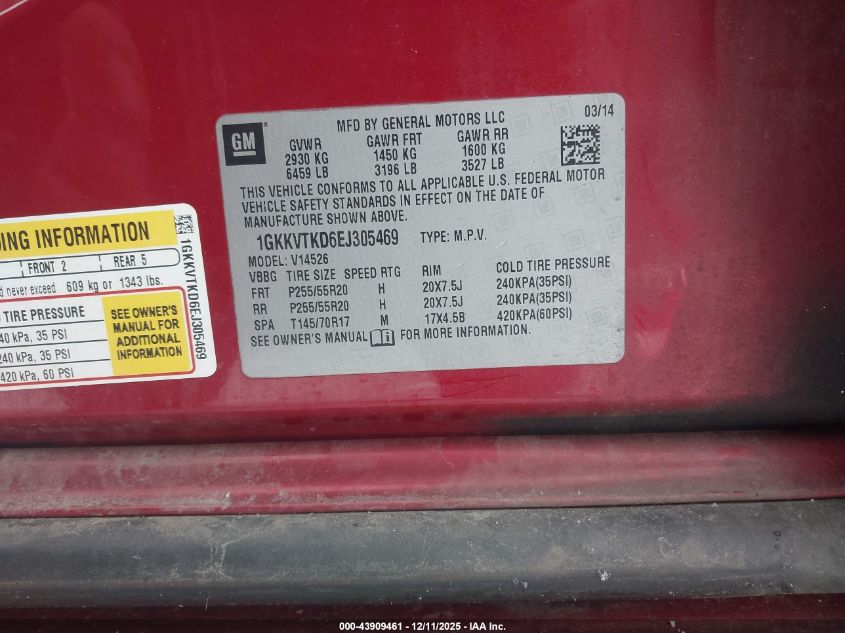 GM
MFD BY GENERAL MOTORS LLC 03/14
GVWR GAWR FRT GAWR RR
2930 KG 1450 KG 1600 KG
6459 LB 3196 LB 3527 LB
THIS VEHICLE CONFORMS TO ALL APPLICABLE U.S. FEDERAL MOTOR
VEHICLE SAFETY STANDARDS IN EFFECT ON THE DATE OF
MANUFACTURE SHOWN ABOVE.
1GKKVTKD6EJ305469 TYPE: M.P.V.
MODEL: V14526
VBBG TIRE SIZE SPEED RTG RIM COLD TIRE PRESSURE
FRT P255/55R20 H 20X7.5J 240KPA(35PSI)
RR P255/55R20 H 20X7.5J 240KPA(35PSI)
SPA T145/70R17 M 17X4.5B 420KPA(60PSI)
SEE OWNER'S MANUAL FOR MORE INFORMATION.
ING INFORMATION
FRONT 2 REAR 5
never exceed 609 kg or 1343 lbs.
TIRE PRESSURE
40 kPa, 35 PSI
240 kPa, 35 PSI
420 kPa, 60 PSI
SEE OWNER'S
MANUAL FOR
ADDITIONAL
INFORMATION
1GKKVTKD6EJ305469
000-43909461 - 12/11/2025 - IAA Inc.